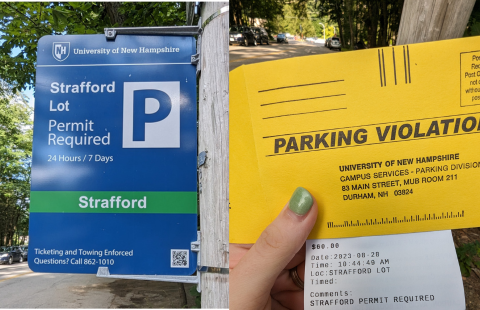 NH
University of New Hampshire
Strafford
Lot
Permit
Required
24 Hours / 7 Days
P
Strafford
Ticketing and Towing Enforced
Questions? Call 862-1010
PARKING VIOLATION
UNIVERSITY OF NEW HAMPSHIRE
CAMPUS SERVICES - PARKING DIVISION
83 MAIN STREET, MUB ROOM 211
DURHAM, NH 03824
$60.00
Date:2023-08-28
Time: 10:44:49 AM
Loc:STRAFFORD LOT
Timed:
Comments:
STRAFFORD PERMIT REQUIRED